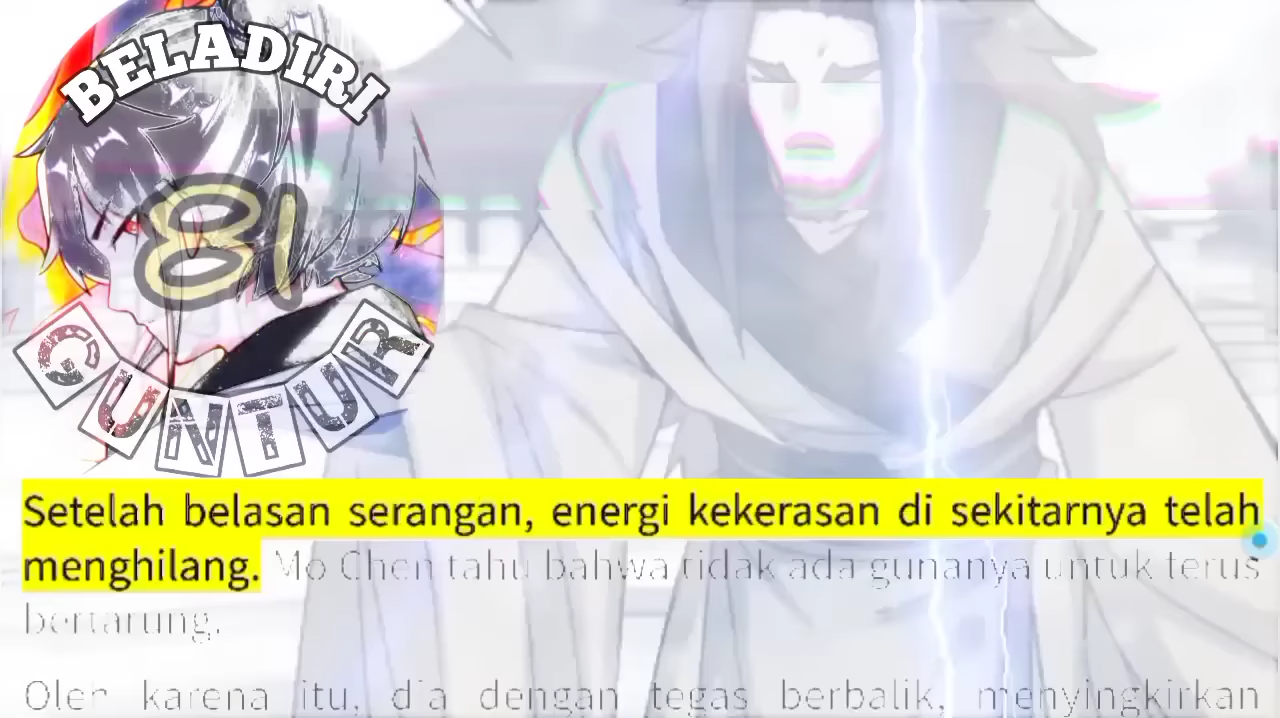 BELADIRI
81
GUNTUR
Setelah belasan serangan, energi kekerasan di sekitarnya telah
menghilang. Mo Chen tahu bahwa tidak ada gunanya untuk terus
bertarung.
Oleh karena itu, dia dengan tegas berbalik, menyingkirkan